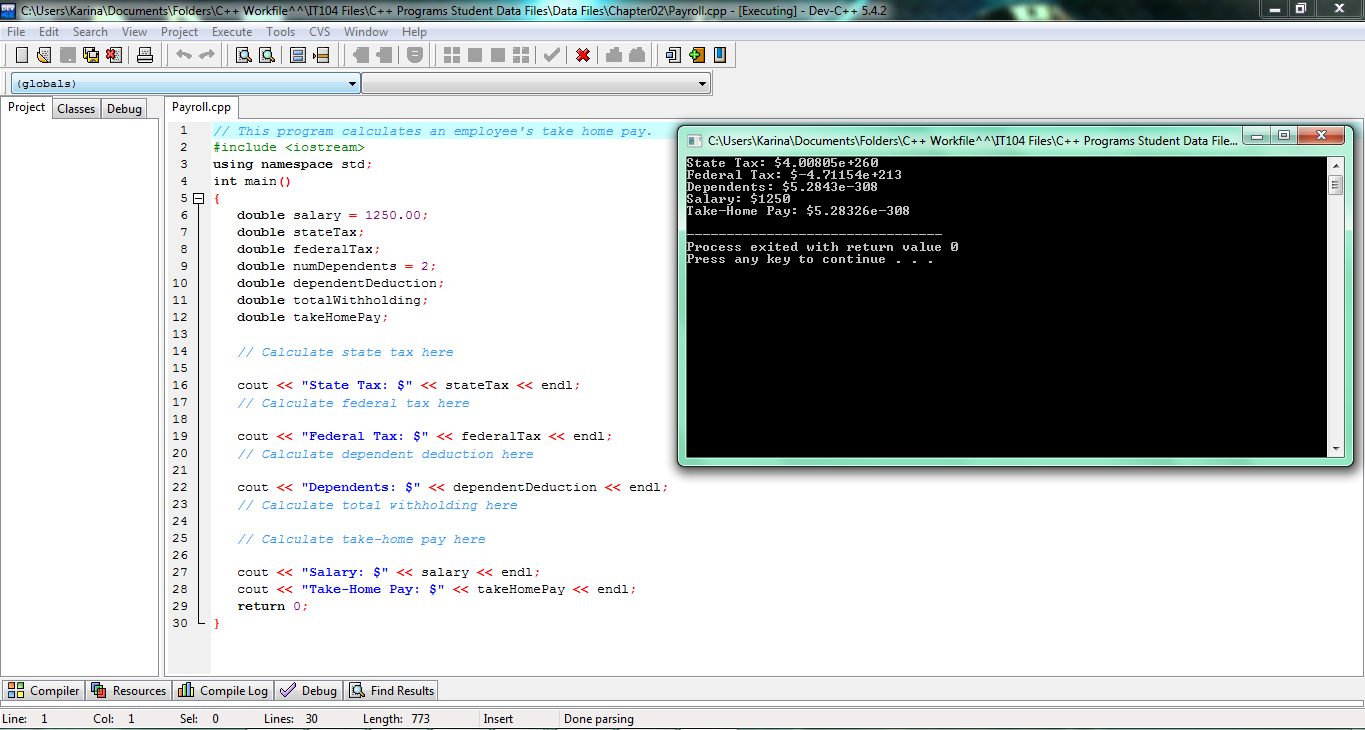 C:\Users\Karina\Documents\Folders\C++ Workfile^^\IT104 Files\C++ Programs Student Data Files\Data Files\Chapter02\Payroll.cpp - [Executing] - Dev-C++ 5.4.2
File Edit Search View Project Execute Tools CVS Window Help
(globals)
Project Classes Debug
Payroll.cpp
1 // This program calculates an employee's take home pay.
2 #include <iostream>
3 using namespace std;
4 int main()
5 {
6 double salary = 1250.00;
7 double stateTax;
8 double federalTax;
9 double numDependents = 2;
10 double dependentDeduction;
11 double totalWithholding;
12 double takeHomePay;
13
14 // Calculate state tax here
15
16 cout << "State Tax: $" << stateTax << endl;
17 // Calculate federal tax here
18
19 cout << "Federal Tax: $" << federalTax << endl;
20 // Calculate dependent deduction here
21
22 cout << "Dependents: $" << dependentDeduction << endl;
23 // Calculate total withholding here
24
25 // Calculate take-home pay here
26
27 cout << "Salary: $" << salary << endl;
28 cout << "Take-Home Pay: $" << takeHomePay << endl;
29 return 0;
30 }
C:\Users\Karina\Documents\Folders\C++ Workfile^^\IT104 Files\C++ Programs Student Data File...
State Tax: $4.00805e+260
Federal Tax: $-4.71154e+213
Dependents: $5.2843e-308
Salary: $1250
Take-Home Pay: $5.28326e-308
--------------------------------
Process exited with return value 0
Press any key to continue . . .
Compiler Resources Compile Log Debug Find Results
Line: 1 Col: 1 Sel: 0 Lines: 30 Length: 773 Insert Done parsing